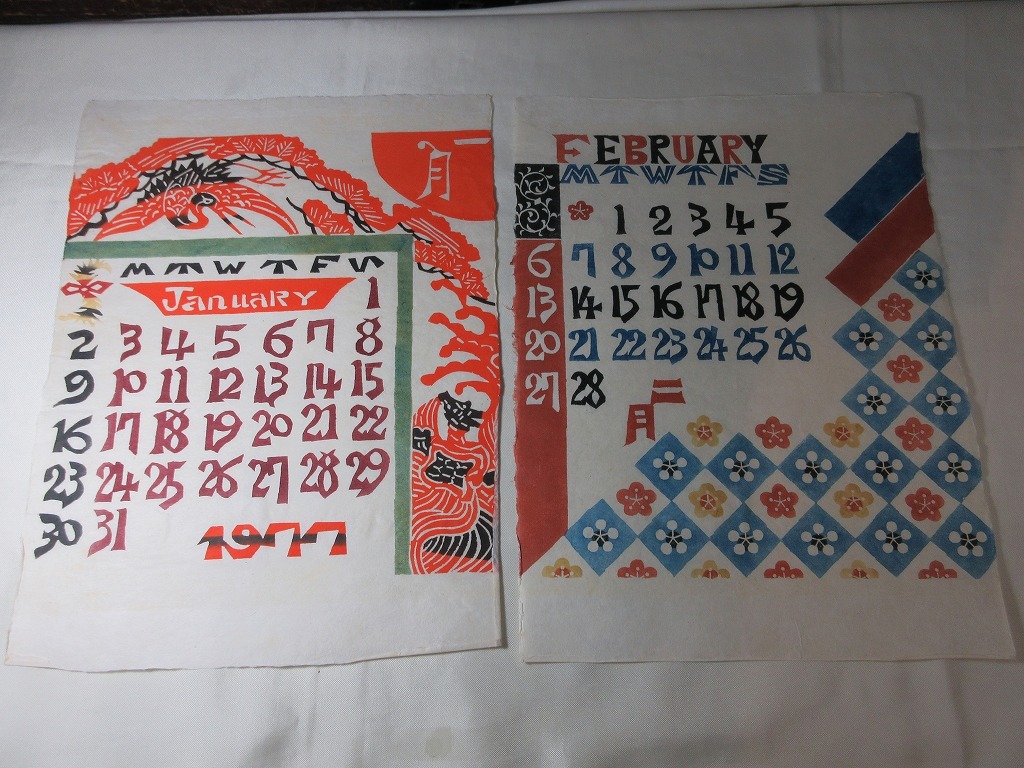 一月
M T W T F S
January 1
2 3 4 5 6 7 8
9 10 11 12 13 14 15
16 17 18 19 20 21 22
23 24 25 26 27 28 29
30 31
1977
FEBRUARY
M T W T F S
1 2 3 4 5
6 7 8 9 10 11 12
13 14 15 16 17 18 19
20 21 22 23 24 25 26
27 28
二月